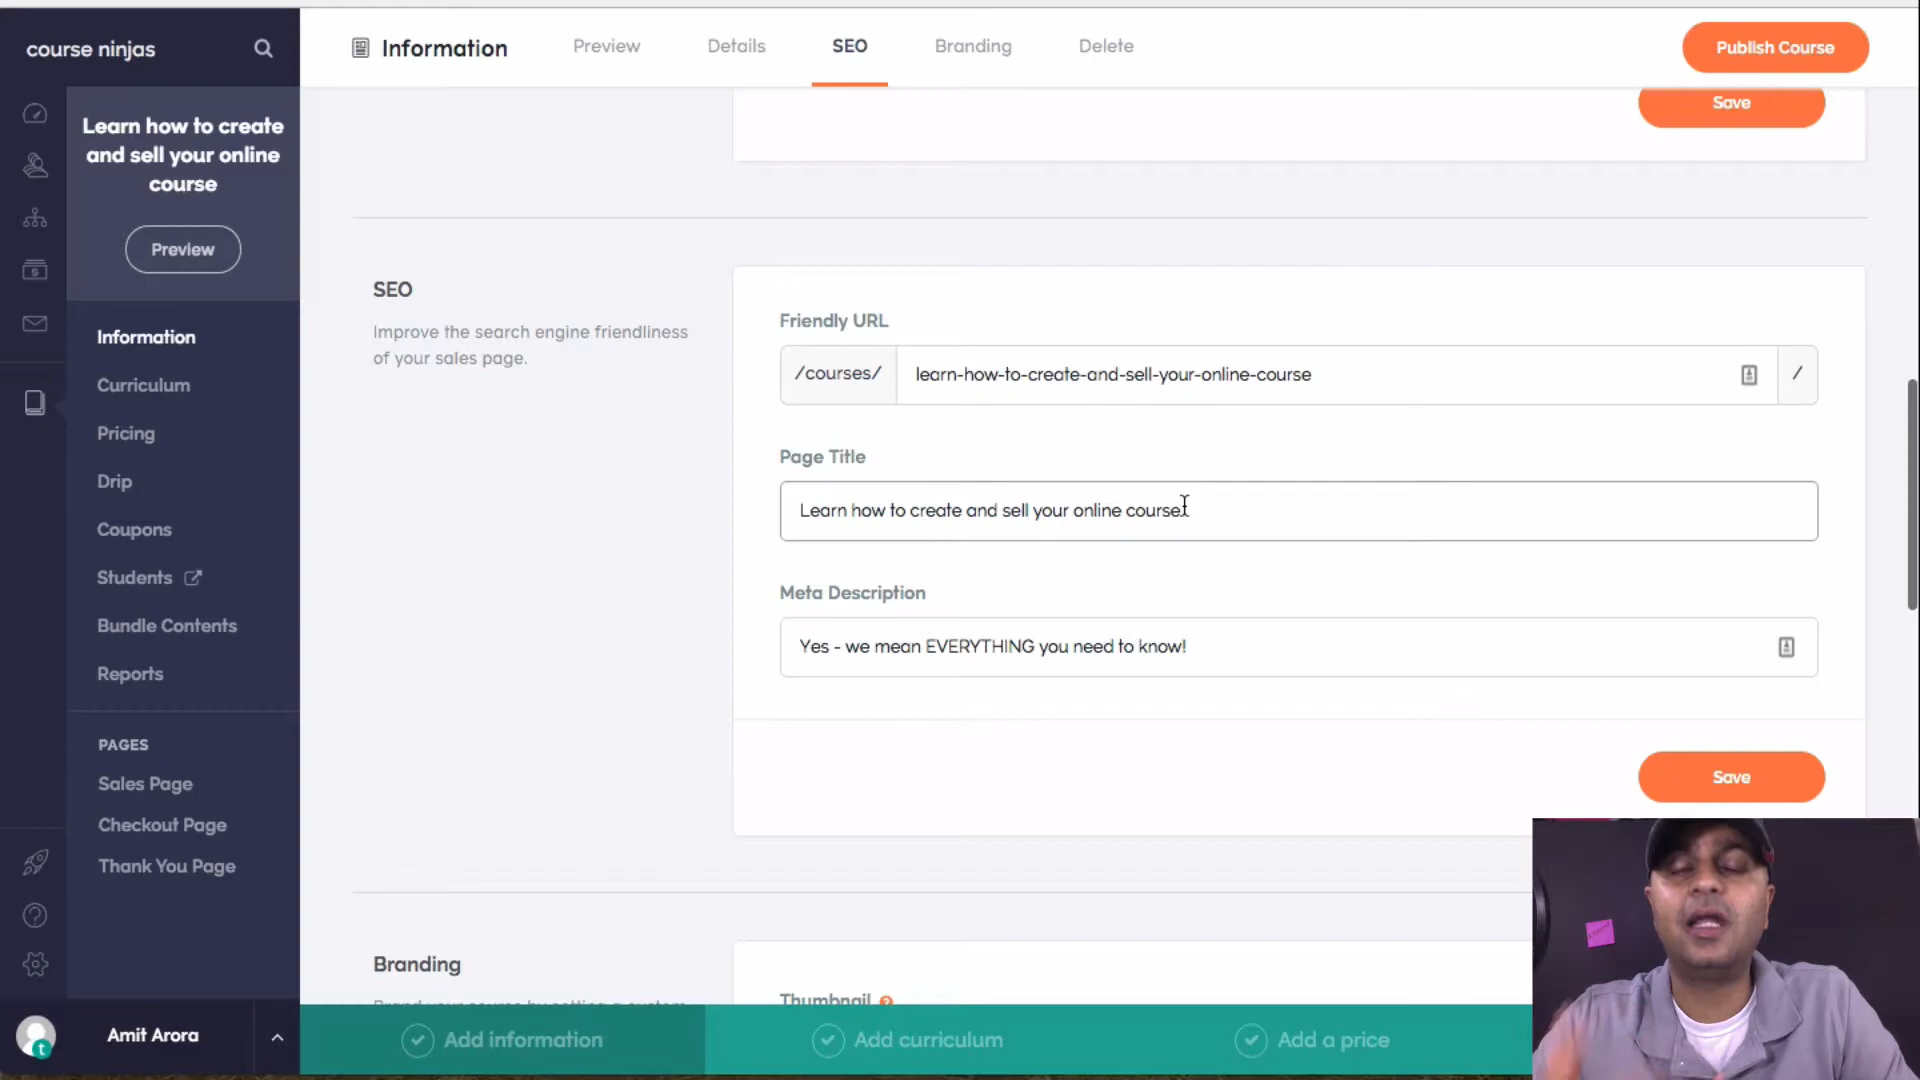 course ninjas
Information
Preview
Details
SEO
Branding
Delete
Publish Course
Learn how to create
and sell your online
course
Preview
Information
Curriculum
Pricing
Drip
Coupons
Students
Bundle Contents
Reports
PAGES
Sales Page
Checkout Page
Thank You Page
Amit Arora
Save
SEO
Improve the search engine friendliness
of your sales page.
Friendly URL
/courses/ learn-how-to-create-and-sell-your-online-course /
Page Title
Learn how to create and sell your online course
Meta Description
Yes - we mean EVERYTHING you need to know!
Save
Branding
Thumbnail ?
Add information
Add curriculum
Add a price